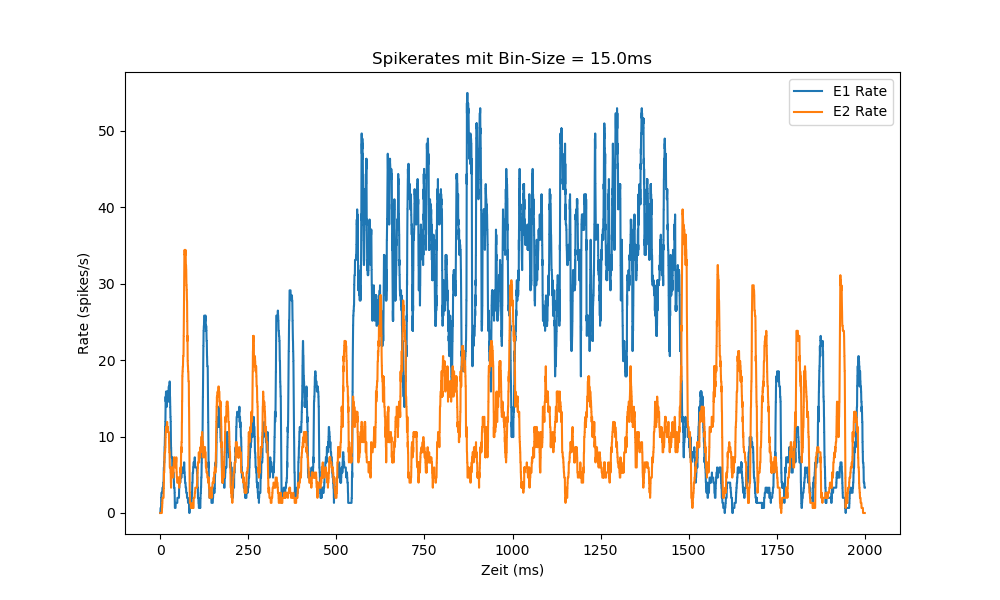 Spikerates mit Bin-Size = 15.0ms
E1 Rate
E2 Rate
Rate (spikes/s)
50
40
30
20
10
0
0 250 500 750 1000 1250 1500 1750 2000
Zeit (ms)